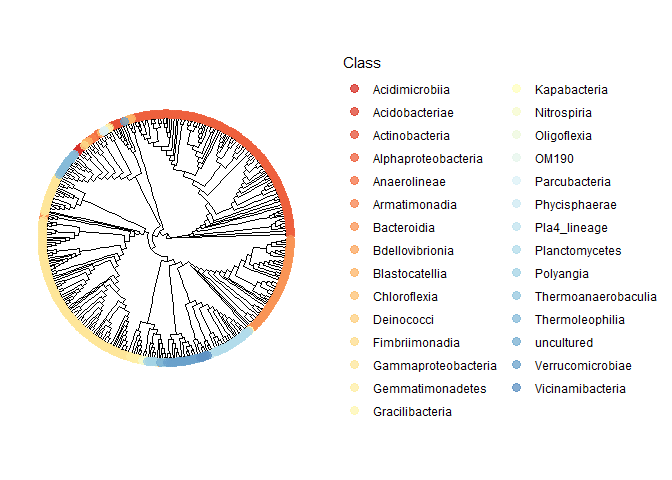 Class
Acidimicrobiia
Acidobacteriae
Actinobacteria
Alphaproteobacteria
Anaerolineae
Armatimonadia
Bacteroidia
Bdellovibrionia
Blastocatellia
Chloroflexia
Deinococci
Fimbriimonadia
Gammaproteobacteria
Gemmatimonadetes
Gracilibacteria
Kapabacteria
Nitrospiria
Oligoflexia
OM190
Parcubacteria
Phycisphaerae
Pla4_lineage
Planctomycetes
Polyangia
Thermoanaerobaculia
Thermoleophilia
uncultured
Verrucomicrobiae
Vicinamibacteria